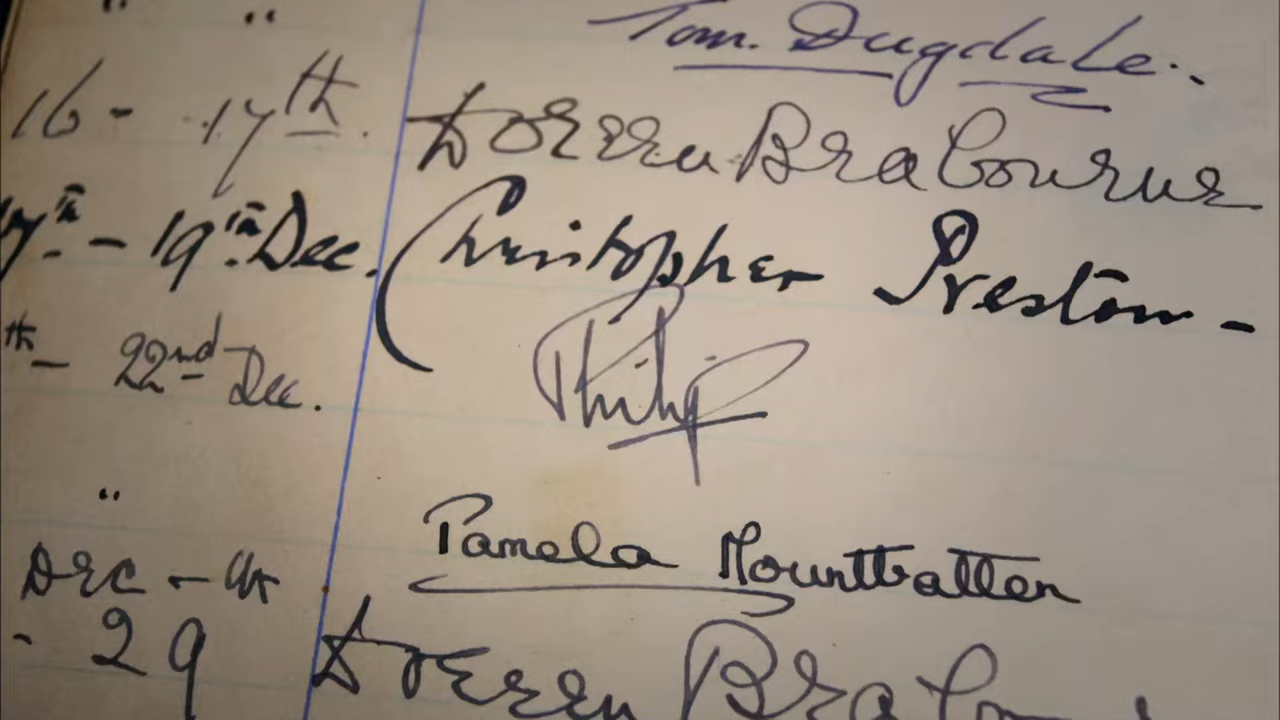 " "
Tom. Dugdale.
16 - 17th. Doreen Brabourne
17th - 19th Dec. Christopher Preston -
th - 22nd Dec. Philip
" Pamela Mountbatten
Dec -
- 29 Doreen